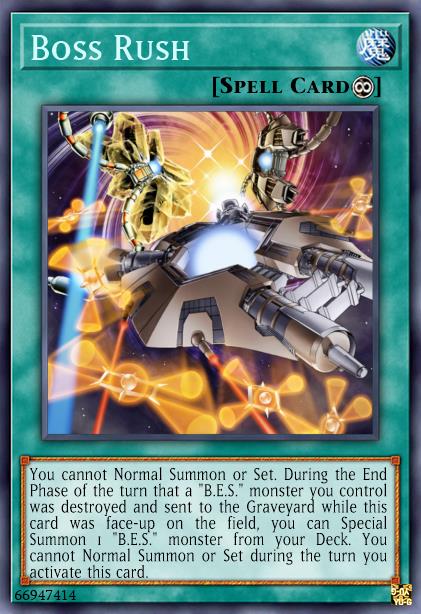 Boss Rush
[Spell Card]
You cannot Normal Summon or Set. During the End
Phase of the turn that a "B.E.S." monster you control
was destroyed and sent to the Graveyard while this
card was face-up on the field, you can Special
Summon 1 "B.E.S." monster from your Deck. You
cannot Normal Summon or Set during the turn you
activate this card.
66947414